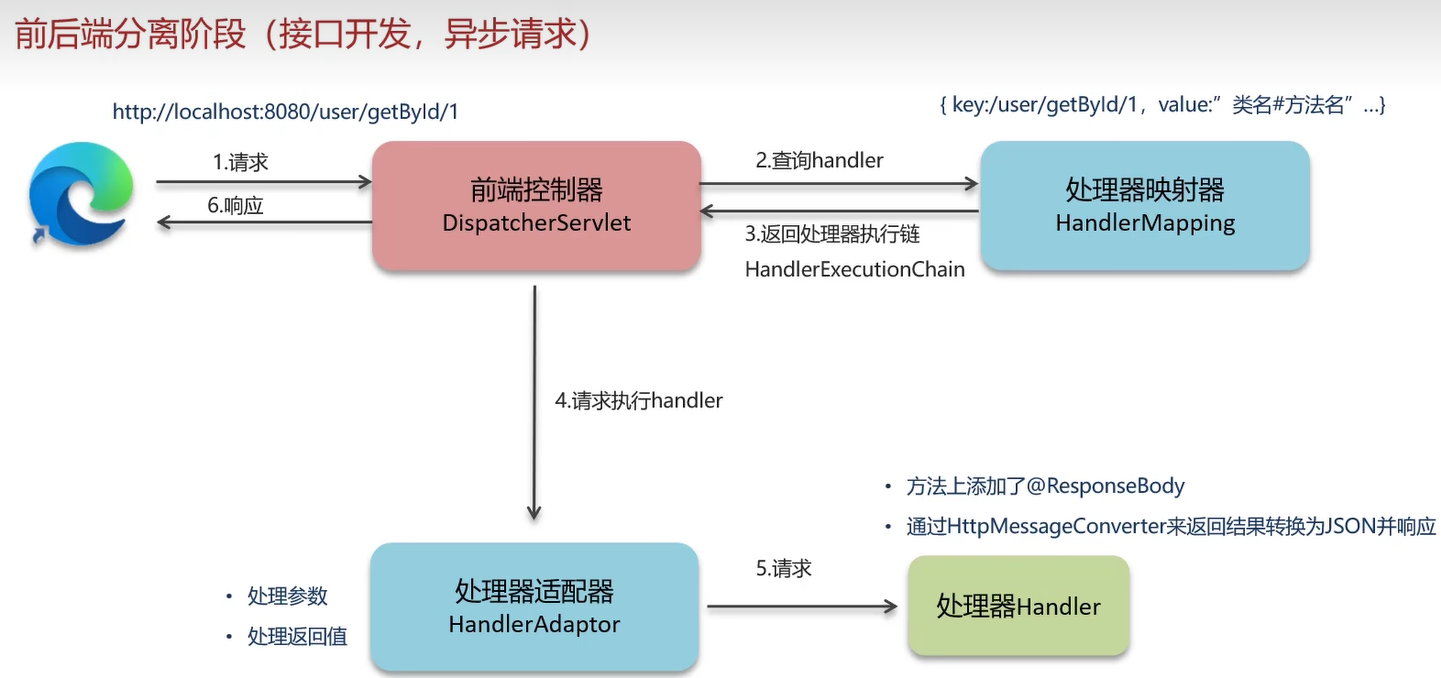 前后端分离阶段（接口开发，异步请求）
http://localhost:8080/user/getById/1
{ key:/user/getById/1，value:”类名#方法名”...}
1.请求
6.响应
前端控制器
DispatcherServlet
2.查询handler
3.返回处理器执行链
HandlerExecutionChain
处理器映射器
HandlerMapping
4.请求执行handler
• 方法上添加了@ResponseBody
• 通过HttpMessageConverter来返回结果转换为JSON并响应
• 处理参数
• 处理返回值
处理器适配器
HandlerAdaptor
5.请求
处理器Handler